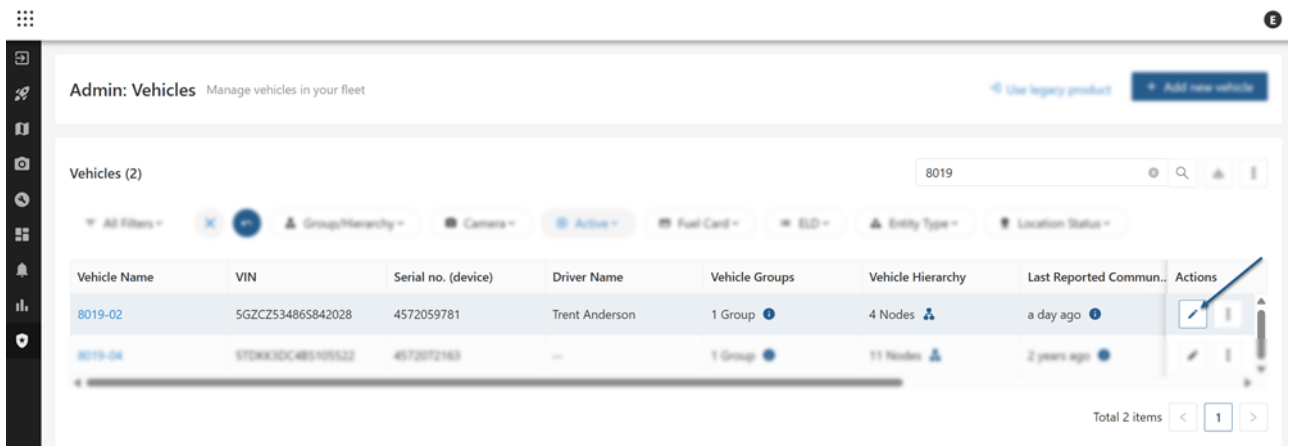 E
Admin: Vehicles Manage vehicles in your fleet Use legacy product + Add new vehicle
Vehicles (2) 8019
All Filters Group/Hierarchy Camera Active Fuel Card ELD Entity Type Location Status
Vehicle Name VIN Serial no. (device) Driver Name Vehicle Groups Vehicle Hierarchy Last Reported Commun.. Actions
8019-02 5GZCZ53486S842028 4572059781 Trent Anderson 1 Group 4 Nodes a day ago
8019-04 4572072163 --- 1 Group 11 Nodes 2 years ago
Total 2 items < 1 >